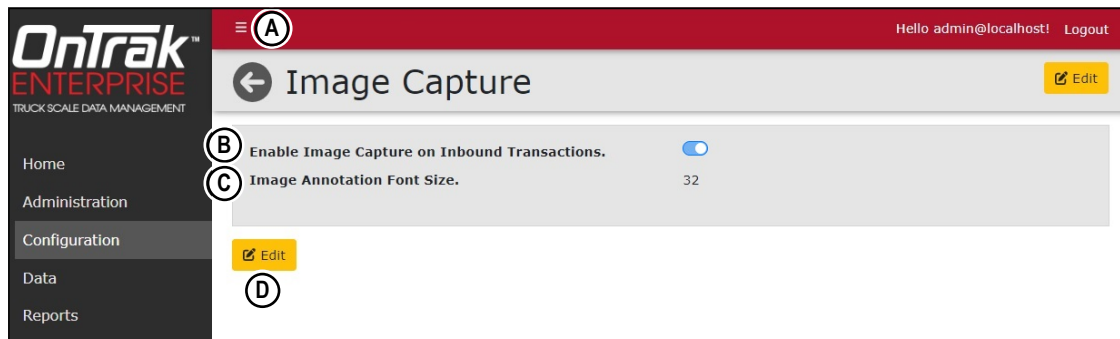 OnTrak™
ENTERPRISE
TRUCK SCALE DATA MANAGEMENT
Home
Administration
Configuration
Data
Reports
☰ A Hello admin@localhost! Logout
Image Capture Edit
B Enable Image Capture on Inbound Transactions.
C Image Annotation Font Size. 32
Edit
D